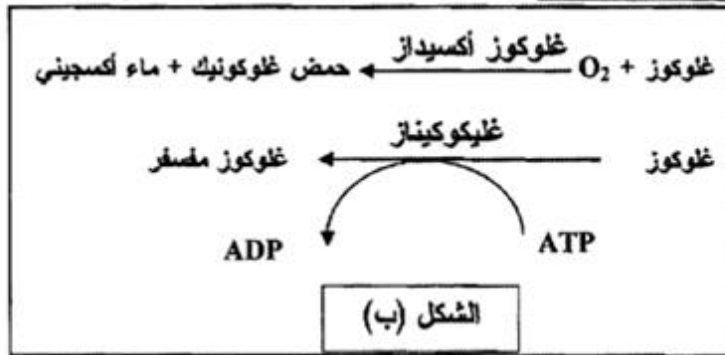 غلوكوز أكسيداز
غلوكوز + O₂ حمض غلوكونيك + ماء أكسجيني
غليكوكيناز
غلوكوز غلوكوز مفسفر
ATP ADP
الشكل (ب)